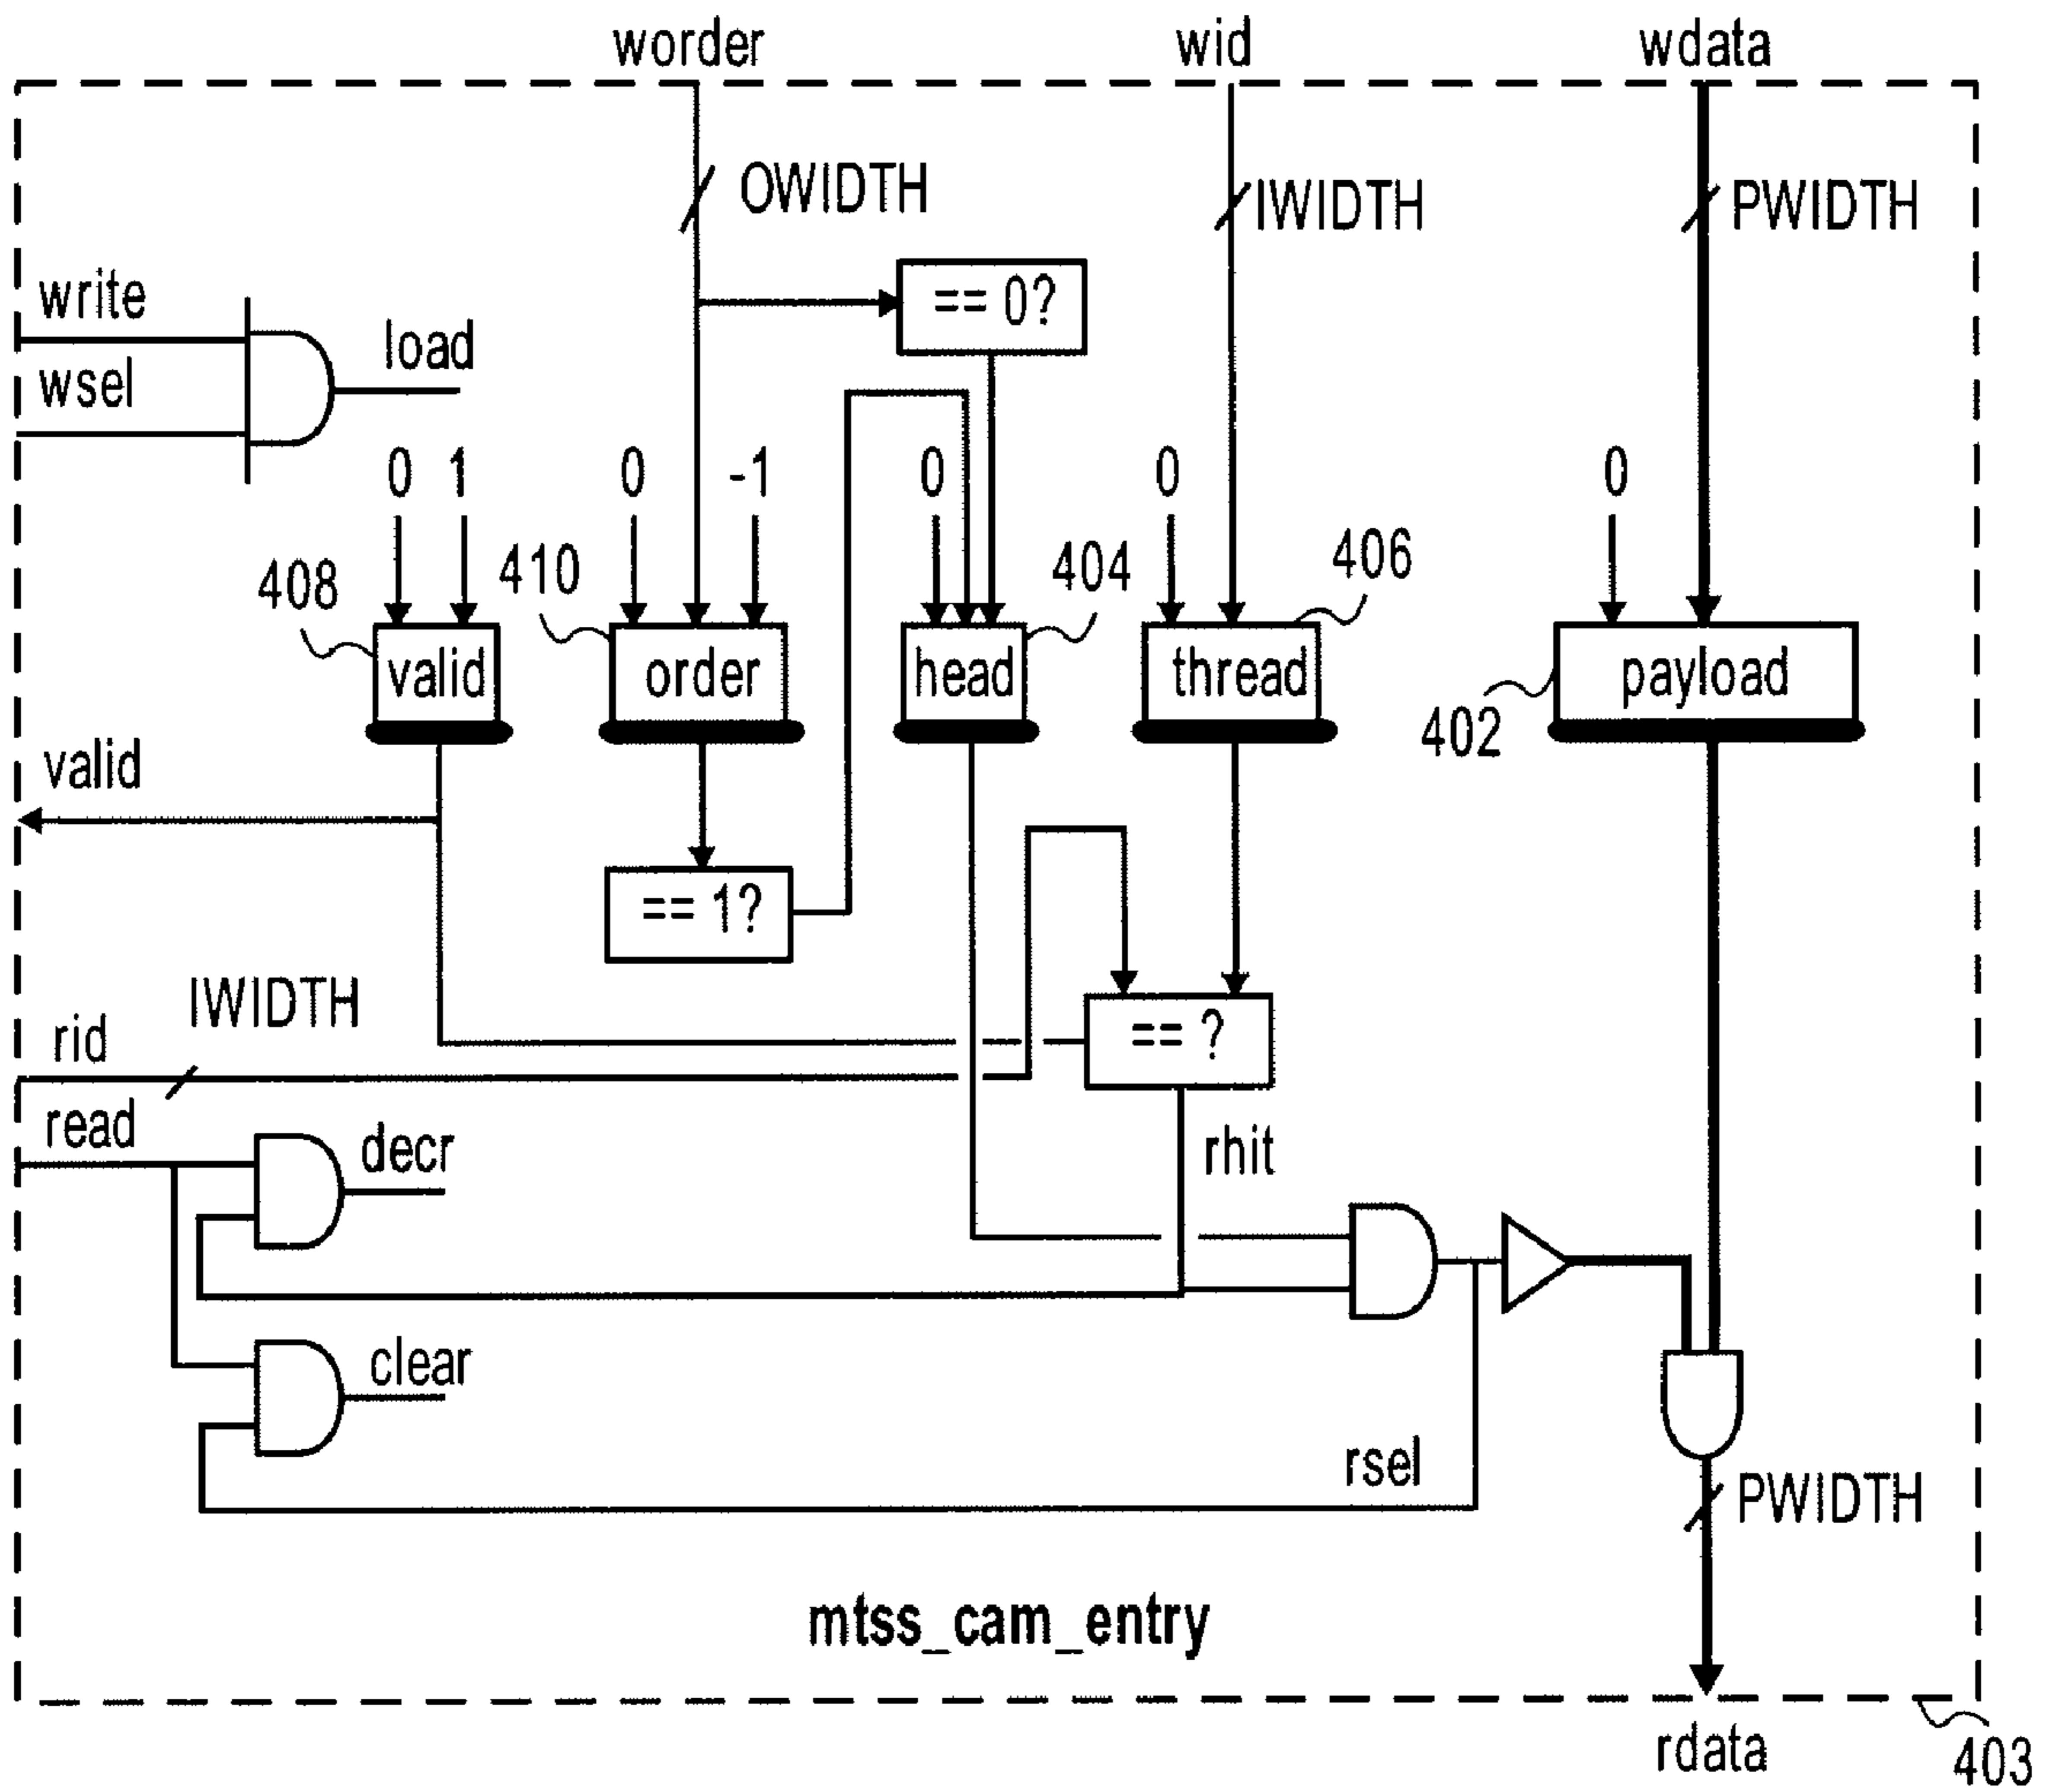 worder wid wdata
OWIDTH IWIDTH PWIDTH
== 0?
write
load
wsel
0 1 0 -1 0 0 0
408 410 404 406
valid order head thread payload
402
valid
== 1?
IWIDTH
== ?
rid
read decr rhit
clear
rsel
PWIDTH
mtss_cam_entry
rdata 403